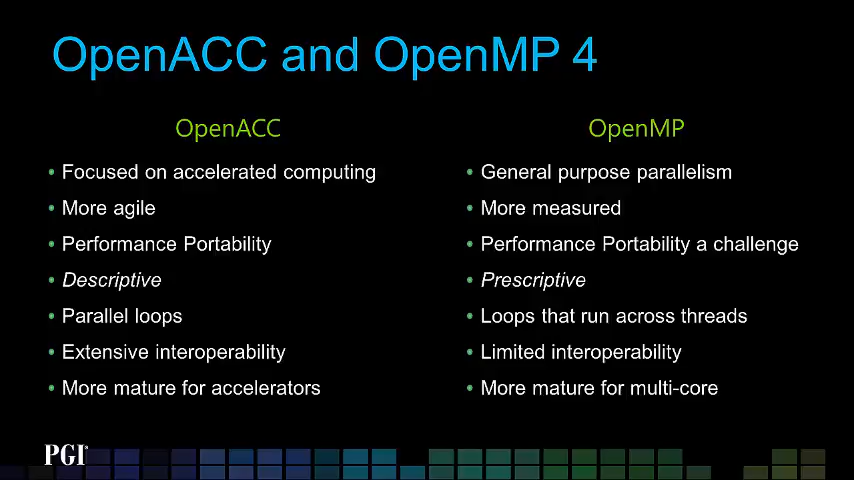 OpenACC and OpenMP 4
OpenACC
• Focused on accelerated computing
• More agile
• Performance Portability
• Descriptive
• Parallel loops
• Extensive interoperability
• More mature for accelerators
OpenMP
• General purpose parallelism
• More measured
• Performance Portability a challenge
• Prescriptive
• Loops that run across threads
• Limited interoperability
• More mature for multi-core
PGI®